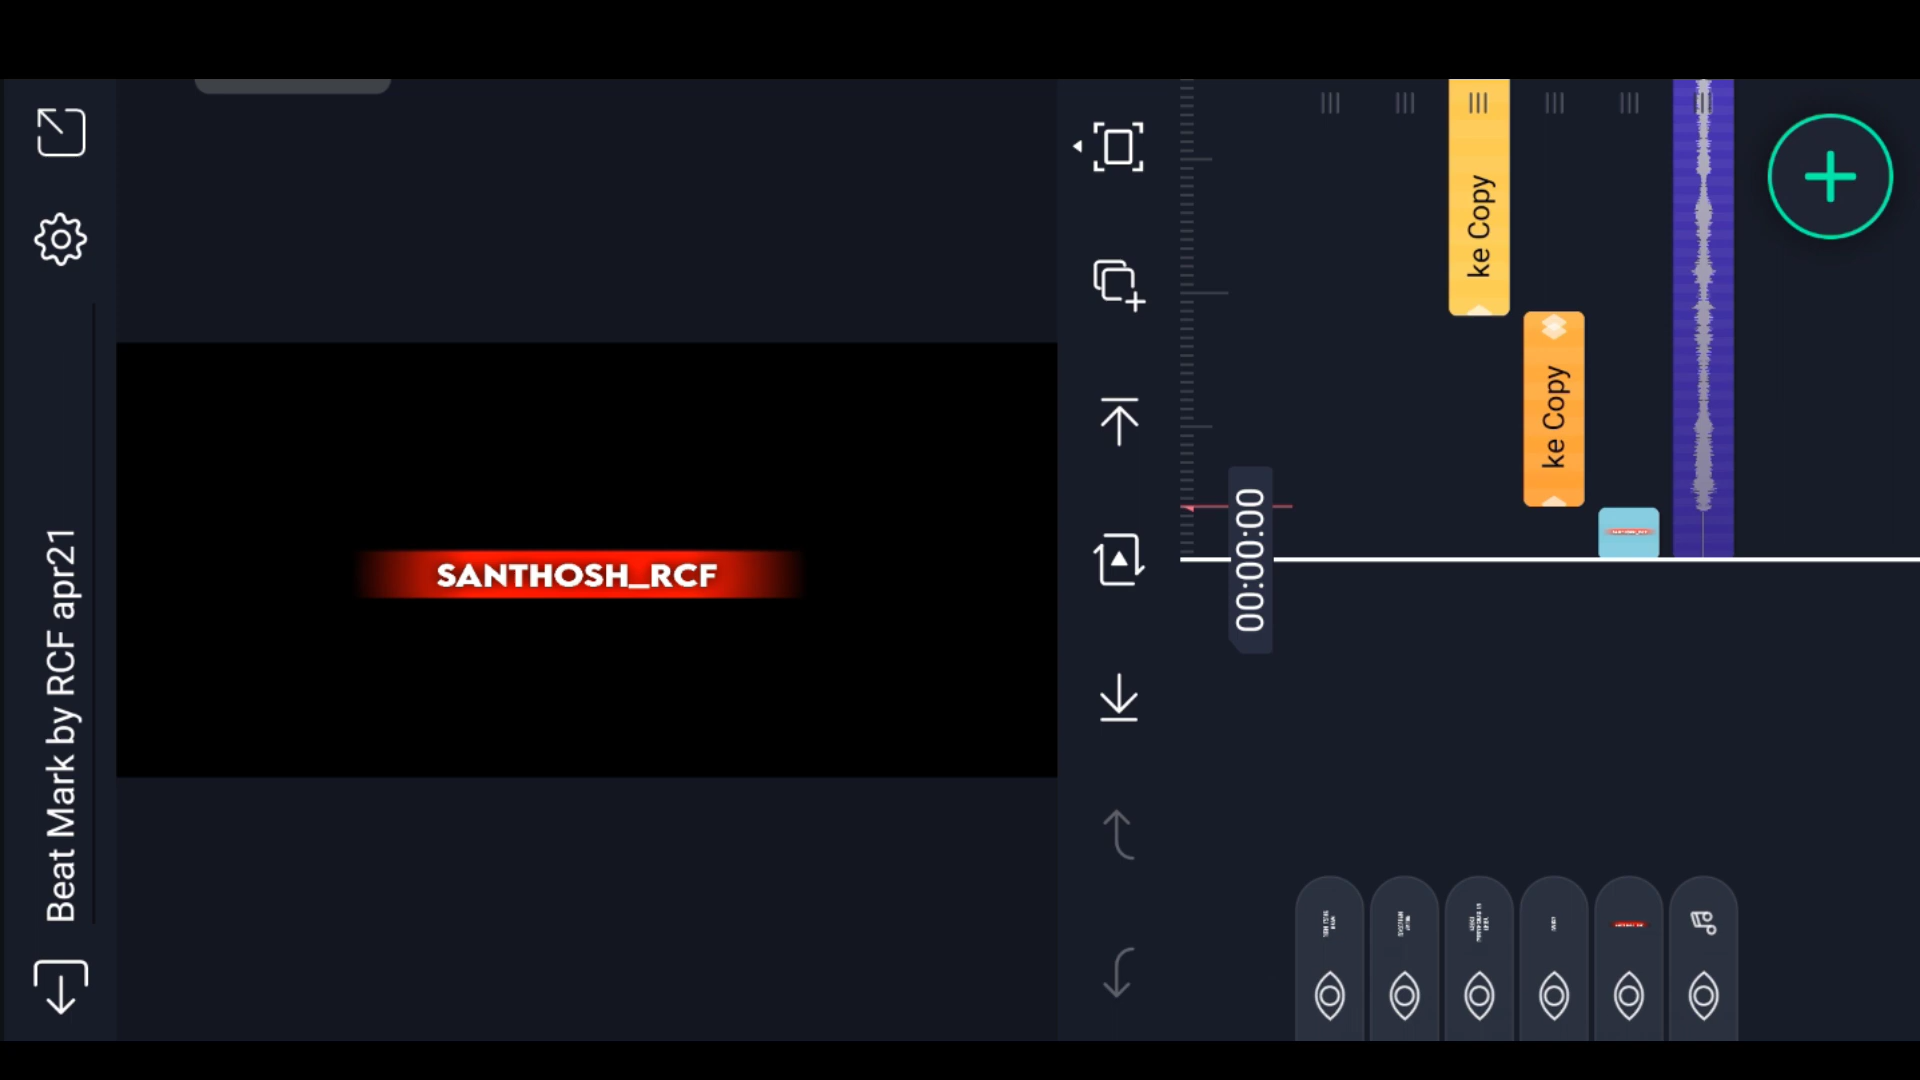 Beat Mark by RCF apr21
SANTHOSH_RCF
00:00:00
ke Copy
ke Copy